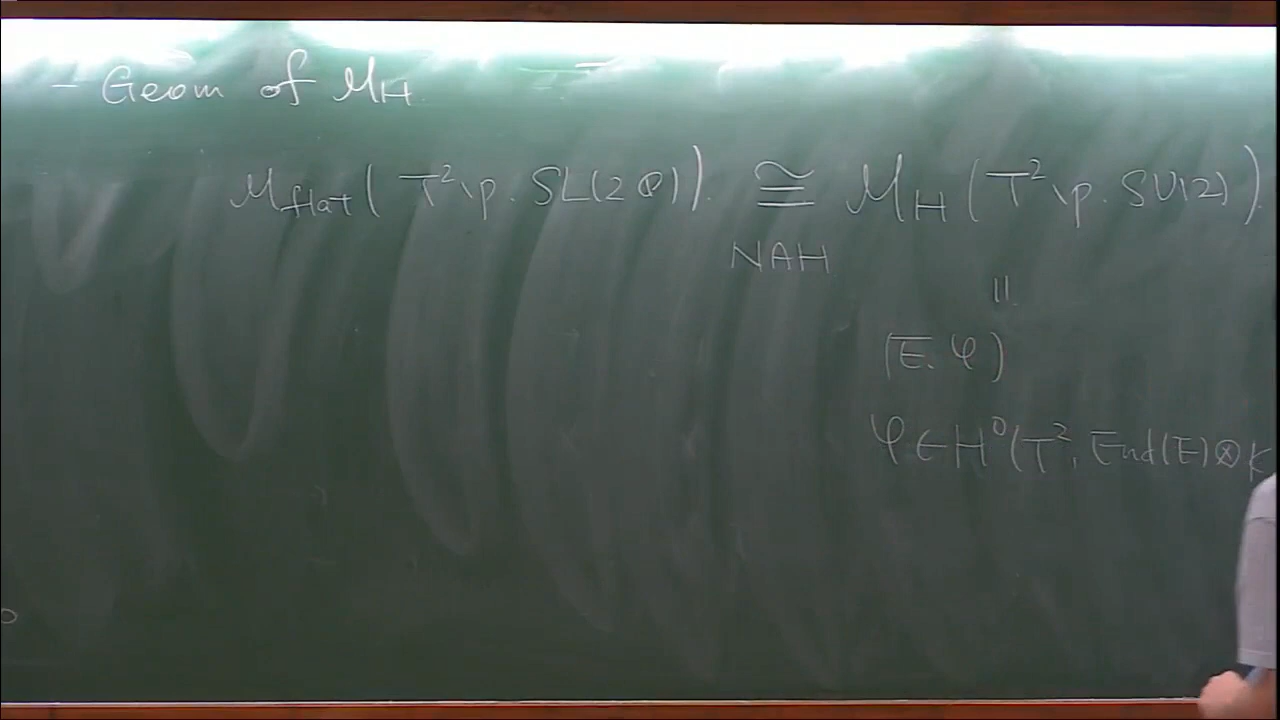 - Geom of M_H
M_flat ( T²\p. SL(2 ℂ)). ≅ M_H ( T²\p. SU(2) ).
NAH
||
(E. φ)
φ ∈ H⁰(T², End(E)⊗K